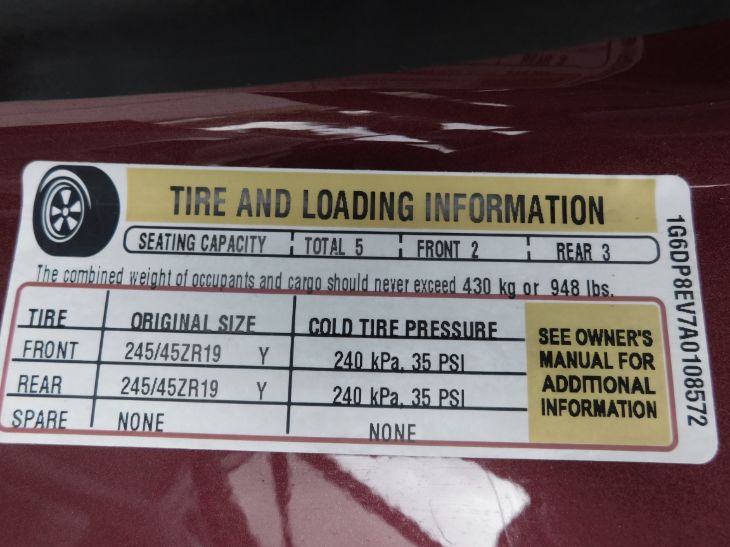 TIRE AND LOADING INFORMATION
SEATING CAPACITY TOTAL 5 FRONT 2 REAR 3
The combined weight of occupants and cargo should never exceed 430 kg or 948 lbs.
TIRE ORIGINAL SIZE COLD TIRE PRESSURE
FRONT 245/45ZR19 Y 240 kPa, 35 PSI
REAR 245/45ZR19 Y 240 kPa, 35 PSI
SPARE NONE NONE
SEE OWNER'S
MANUAL FOR
ADDITIONAL
INFORMATION
1G6DP8EV7A0108572
REAR 3